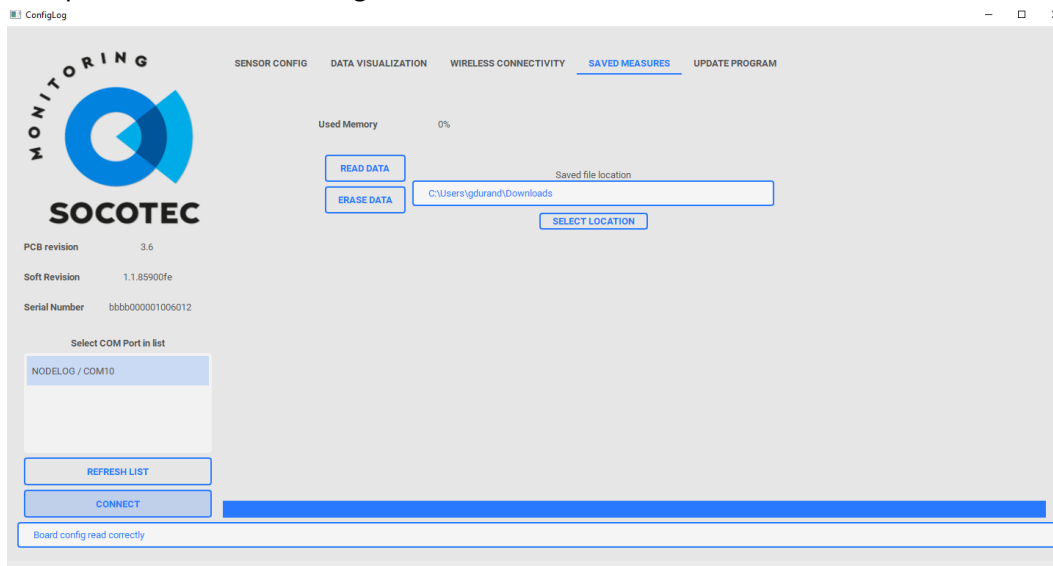 ConfigLog
MONITORING
SOCOTEC
SENSOR CONFIG DATA VISUALIZATION WIRELESS CONNECTIVITY SAVED MEASURES UPDATE PROGRAM
Used Memory 0%
READ DATA
ERASE DATA
Saved file location
C:\Users\gdurand\Downloads
SELECT LOCATION
PCB revision 3.6
Soft Revision 1.1.85900fe
Serial Number bbbb000001006012
Select COM Port in list
NODELOG / COM10
REFRESH LIST
CONNECT
Board config read correctly